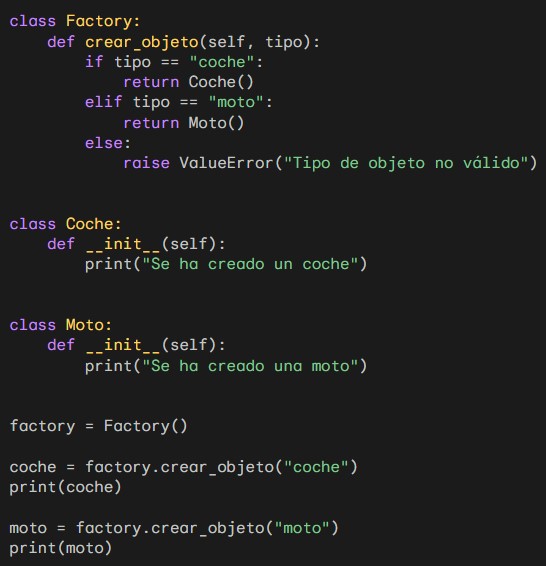 class Factory:
    def crear_objeto(self, tipo):
        if tipo == "coche":
            return Coche()
        elif tipo == "moto":
            return Moto()
        else:
            raise ValueError("Tipo de objeto no válido")
class Coche:
    def __init__(self):
        print("Se ha creado un coche")
class Moto:
    def __init__(self):
        print("Se ha creado una moto")
factory = Factory()
coche = factory.crear_objeto("coche")
print(coche)
moto = factory.crear_objeto("moto")
print(moto)